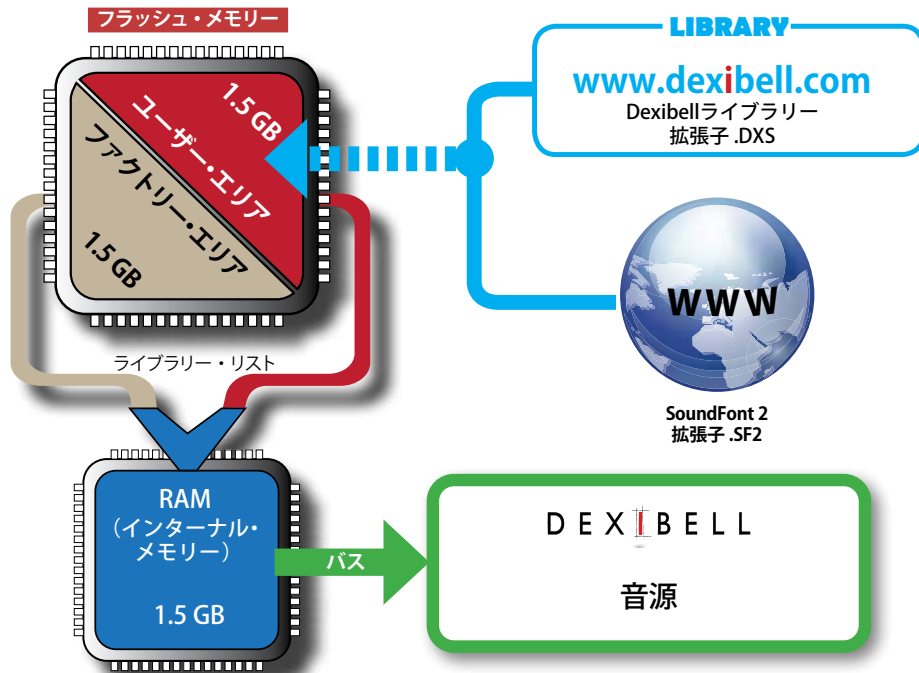 フラッシュ・メモリー
1.5 GB
ユーザー・エリア
ファクトリー・エリア
1.5 GB
LIBRARY
www.dexibell.com
Dexibellライブラリー
拡張子 .DXS
WWW
SoundFont 2
拡張子 .SF2
ライブラリー・リスト
RAM
(インターナル・
メモリー)
1.5 GB
バス
DEXIBELL
音源